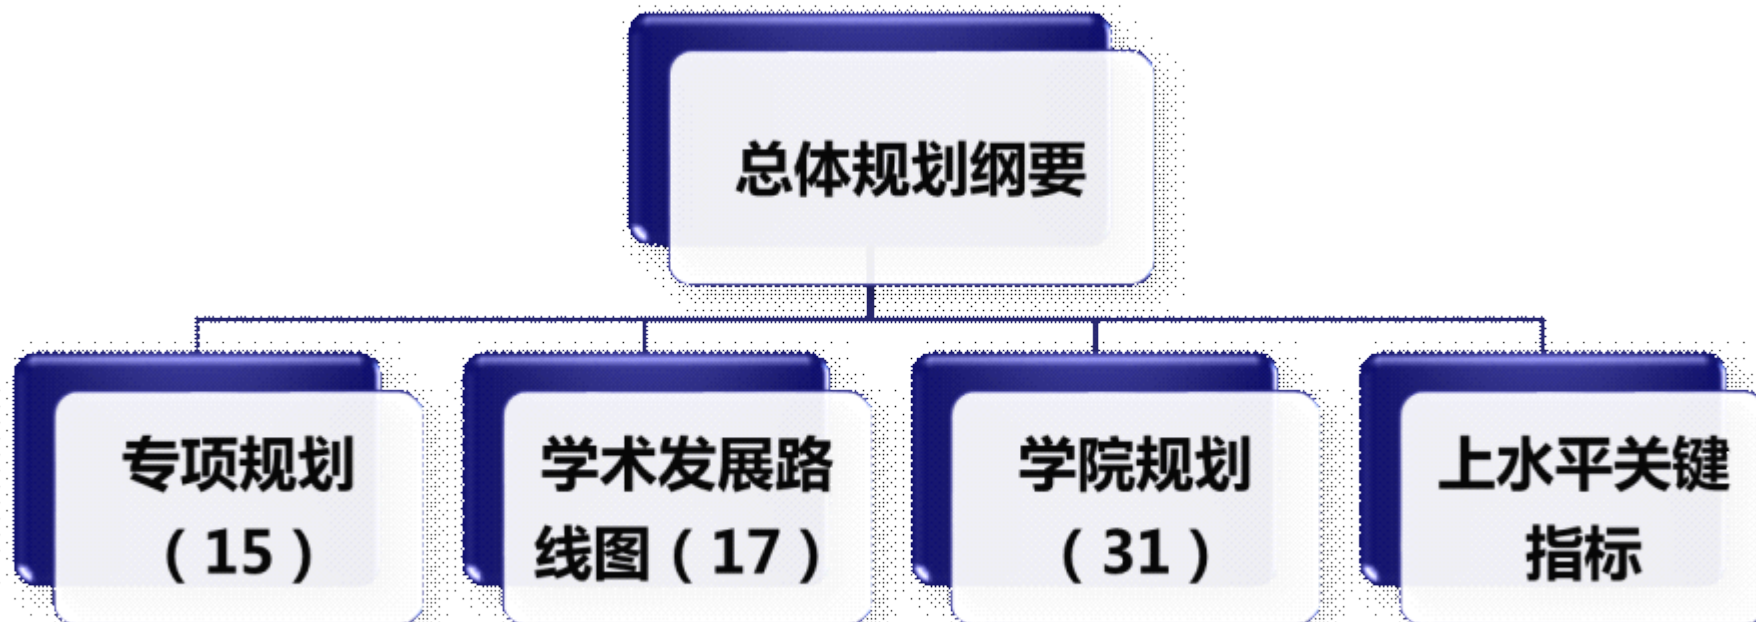 总体规划纲要
专项规划
（15）
学术发展路
线图（17）
学院规划
（31）
上水平关键
指标